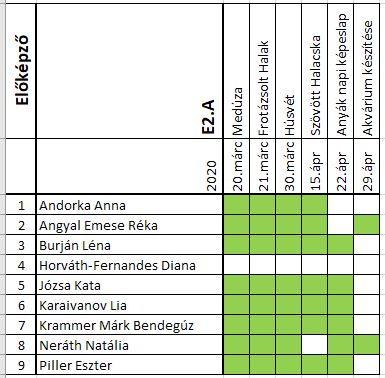 Előképző
E2.A
2020
20.márc Medúza
21.márc Frotázsolt Halak
30.márc Húsvét
15.ápr Szövött Halacska
22.ápr Anyák napi képeslap
29.ápr Akvárium készítése
1 Andorka Anna
2 Angyal Emese Réka
3 Burján Léna
4 Horváth-Fernandes Diana
5 Józsa Kata
6 Karaivanov Lia
7 Krammer Márk Bendegúz
8 Neráth Natália
9 Piller Eszter